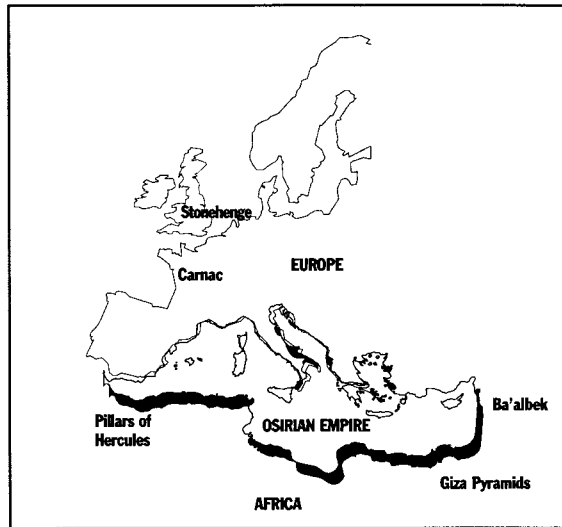 Stonehenge
EUROPE
Carnac
Ba'albek
Pillars of
Hercules
OSIRIAN EMPIRE
Giza Pyramids
AFRICA